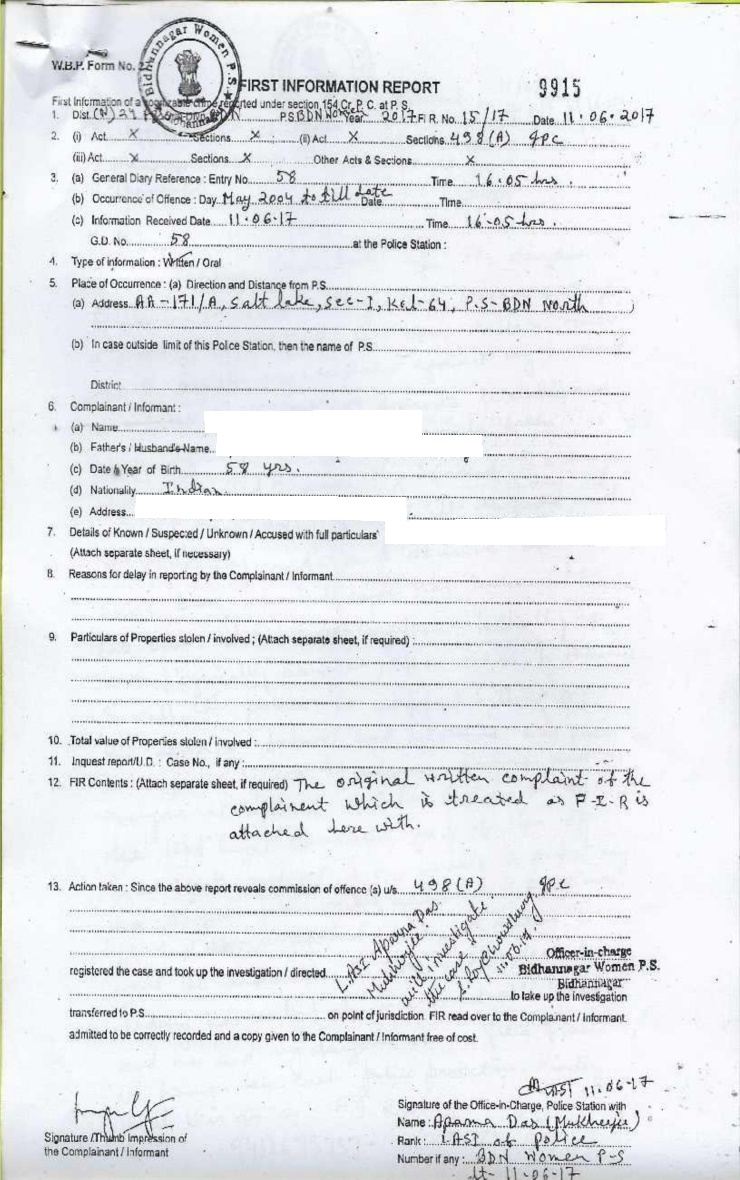 Bidhannagar Women P.S.
W.B.P. Form No. 2
FIRST INFORMATION REPORT 9915
First Information of a cognizable crime reported under section 154 Cr. P. C. at P. S.
1. Dist. (N) 24 P.S BDN Women Year 2017 F.I.R. No. 15/17 Date 11.06.2017
2. (i) Act X Sections X (ii) Act X Sections 498(A) IPC
(iii) Act X Sections X Other Acts & Sections X
3. (a) General Diary Reference : Entry No. 58 Time 16.05 hrs.
(b) Occurrence of Offence : Day May 2004 to till date Date Time
(c) Information Received Date 11.06.17 Time 16.05 hrs.
G.D. No. 58 at the Police Station :
4. Type of information : Written / Oral
5. Place of Occurrence : (a) Direction and Distance from P.S.
(a) Address AA-171/A, Salt lake, Sec-I, Kol-64, P.S-BDN North
(b) In case outside limit of this Police Station, then the name of P.S.
District
6. Complainant / Informant :
(a) Name
(b) Father's / Husband's Name
(c) Date & Year of Birth 58 yrs.
(d) Nationality Indian
(e) Address
7. Details of Known / Suspected / Unknown / Accused with full particulars
(Attach separate sheet, if necessary)
8. Reasons for delay in reporting by the Complainant / Informant
9. Particulars of Properties stolen / involved ; (Attach separate sheet, if required) :
10. Total value of Properties stolen / involved :
11. Inquest report/U.D. : Case No., if any :
12. FIR Contents : (Attach separate sheet, if required) The original written complaint of the
complainent which is treated as F-I-R is
attached here with.
13. Action taken : Since the above report reveals commission of offence (a) u/s. 498(A) IPC
L.ASI Aparna Das
Mukherjee
will investigate
the case
S. Roy Chowdhury
11.06.17
Officer-in-charge
registered the case and took up the investigation / directed Bidhannagar Women P.S.
Bidhannagar
to take up the investigation
transferred to P.S. on point of jurisdiction. FIR read over to the Complainant / Informant,
admitted to be correctly recorded and a copy given to the Complainant / Informant free of cost.
11.06-17
Signature of the Office-in-Charge, Police Station with
Name : Aparna Das (Mukherjee)
Signature /Thumb Impression of
Rank : LASI of police
the Complainant / Informant
Number if any : BDN Women P-S
dt- 11-06-17